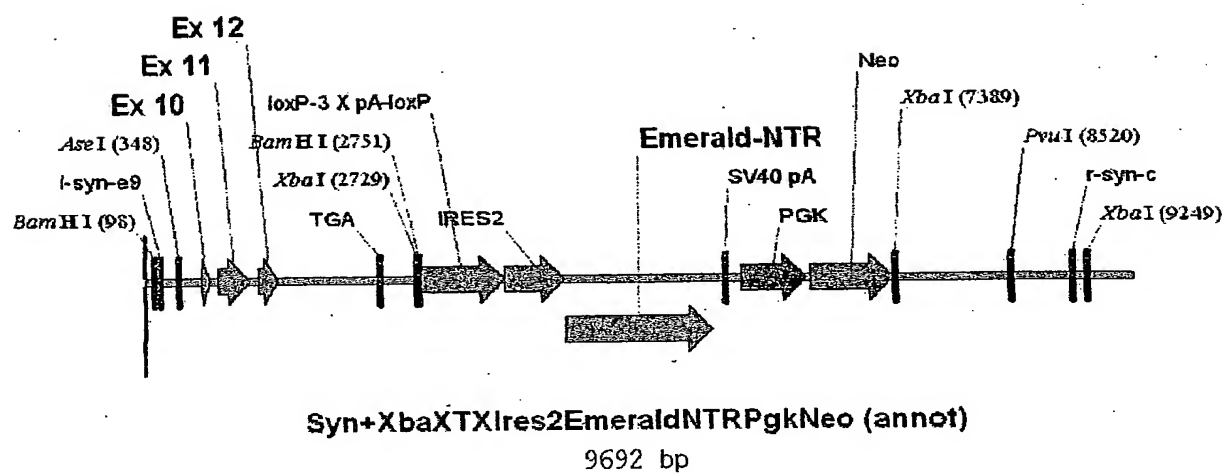 Ex 12
Ex 11
Ex 10
AseI (348)
l-syn-e9
BamHI (98)
loxP-3 X pA-loxP
BamHI (2751)
XbaI (2729)
TGA
IRES2
Emerald-NTR
SV40 pA
PGK
Neo
XbaI (7389)
PvuI (8520)
r-syn-c
XbaI (9249)
Syn+XbaXTXIres2EmeraldNTRPgkNeo (annot)
9692 bp